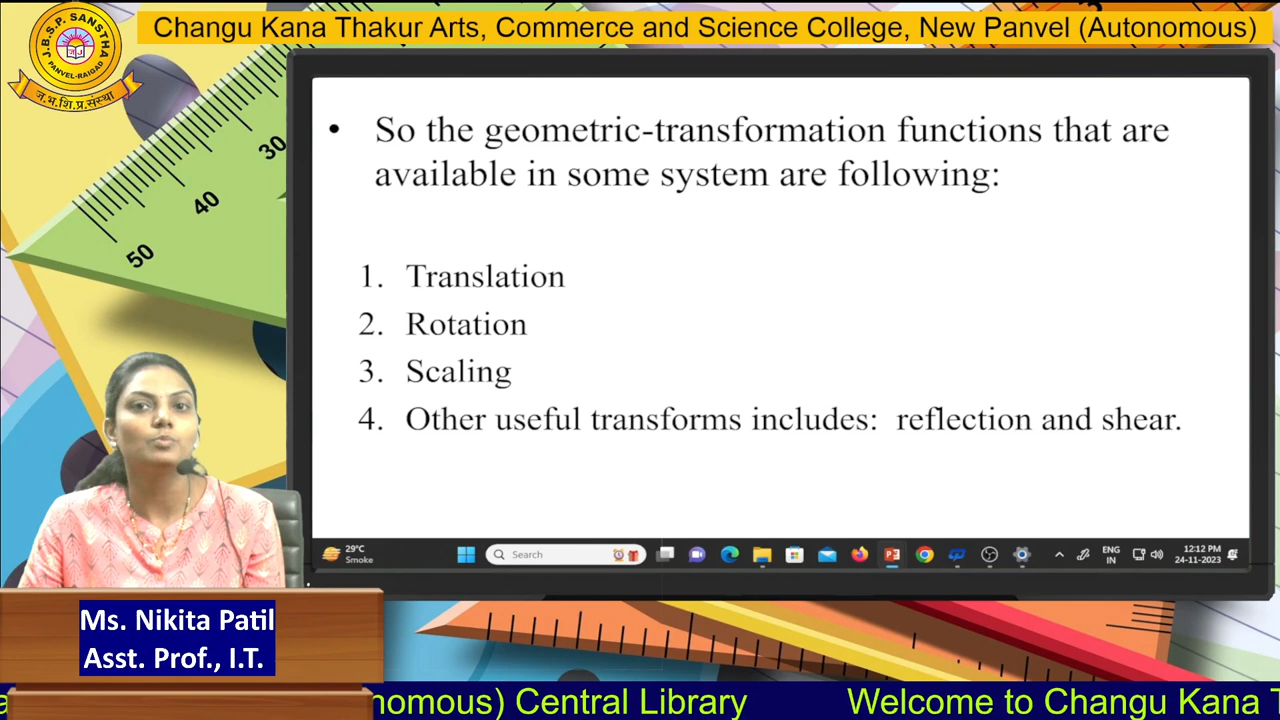 Changu Kana Thakur Arts, Commerce and Science College, New Panvel (Autonomous)
J.B.S.P. SANSTHA
PANVEL-RAIGAD
ज.भ.शि.प्र.संस्था
30
40
50
• So the geometric-transformation functions that are
available in some system are following:
1. Translation
2. Rotation
3. Scaling
4. Other useful transforms includes: reflection and shear.
29°C
Smoke
Search
ENG
IN
12:12 PM
24-11-2023
Ms. Nikita Patil
Asst. Prof., I.T.
nomous) Central Library Welcome to Changu Kana T